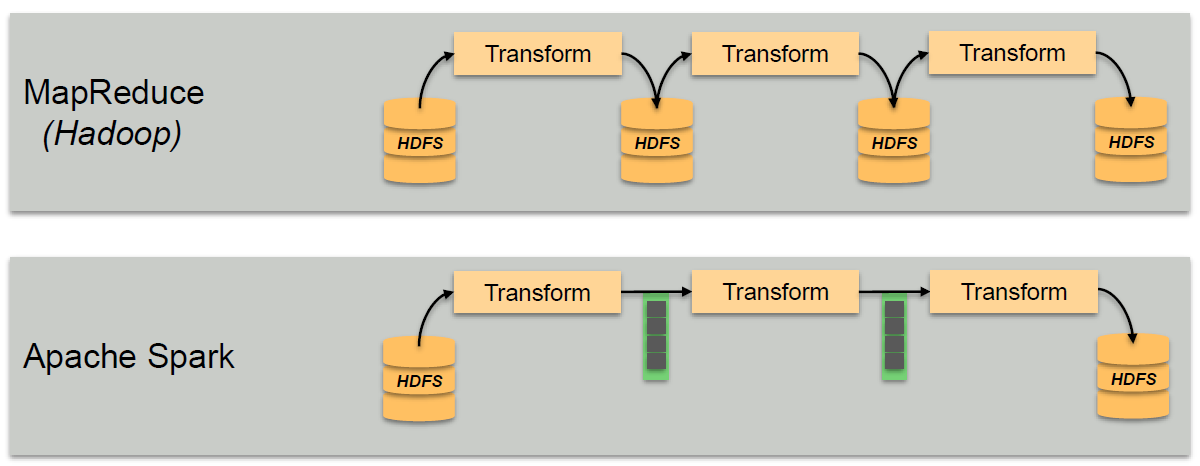 MapReduce
(Hadoop)
Transform
Transform
Transform
HDFS
HDFS
HDFS
HDFS
Apache Spark
Transform
Transform
Transform
HDFS
HDFS